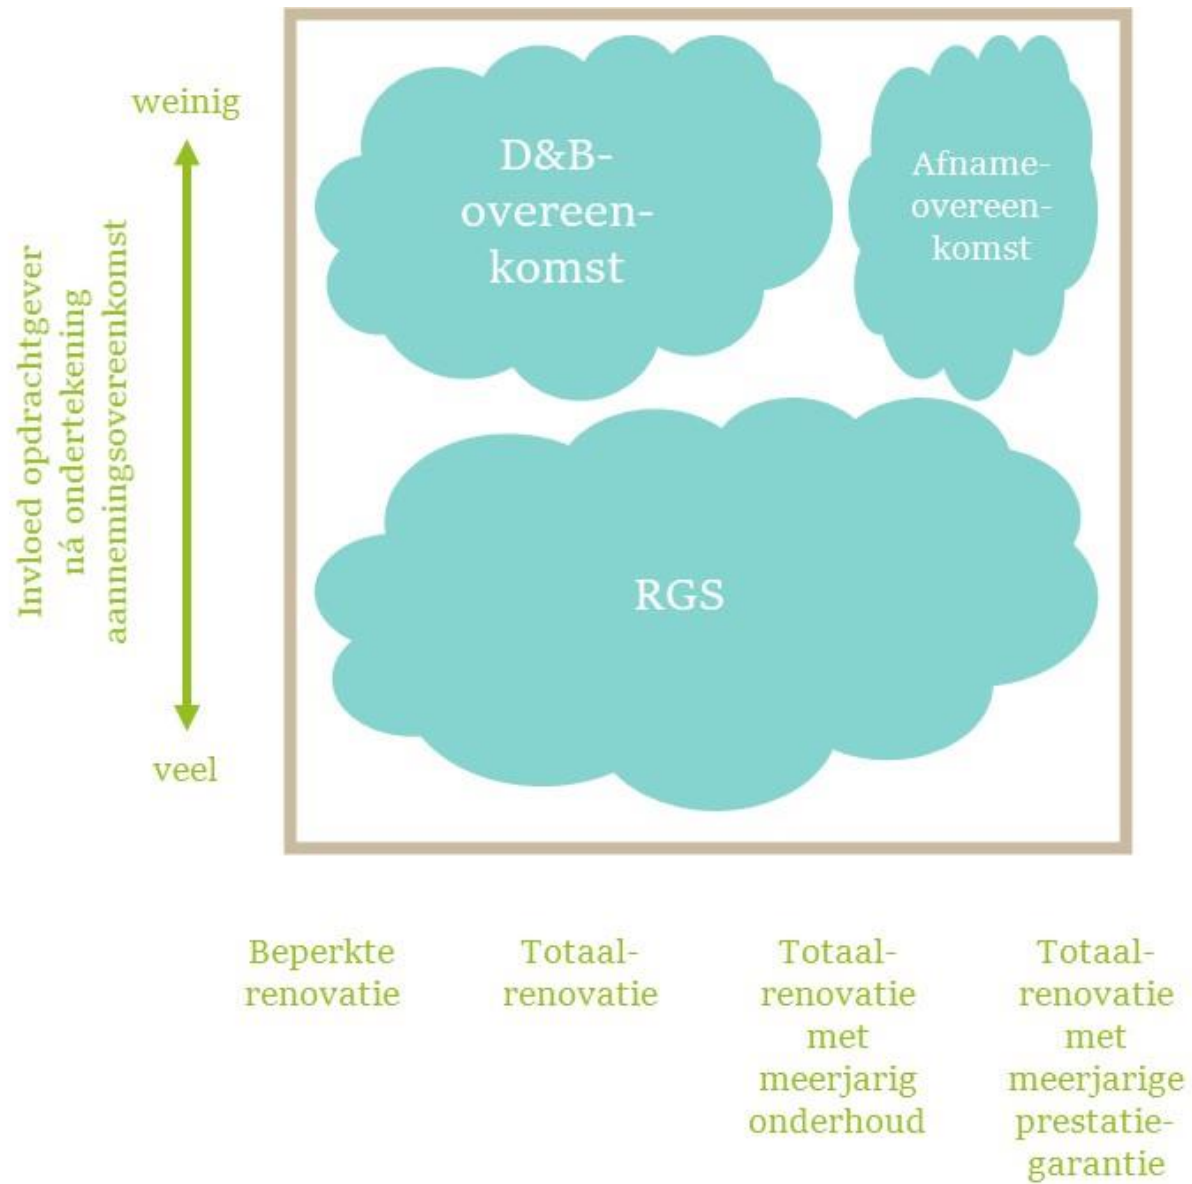 weinig
Invloed opdrachtgever
ná ondertekening
aannemingsovereenkomst
veel
D&B-
overeen-
komst
Afname-
overeen-
komst
RGS
Beperkte
renovatie
Totaal-
renovatie
Totaal-
renovatie
met
meerjarig
onderhoud
Totaal-
renovatie
met
meerjarige
prestatie-
garantie